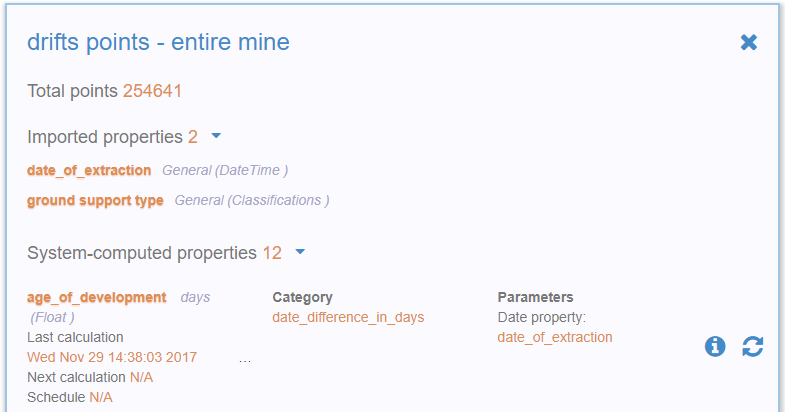 drifts points - entire mine
Total points 254641
Imported properties 2
date_of_extraction General (DateTime )
ground support type General (Classifications )
System-computed properties 12
age_of_development days
(Float )
Last calculation
Wed Nov 29 14:38:03 2017 ...
Next calculation N/A
Schedule N/A
Category
date_difference_in_days
Parameters
Date property:
date_of_extraction